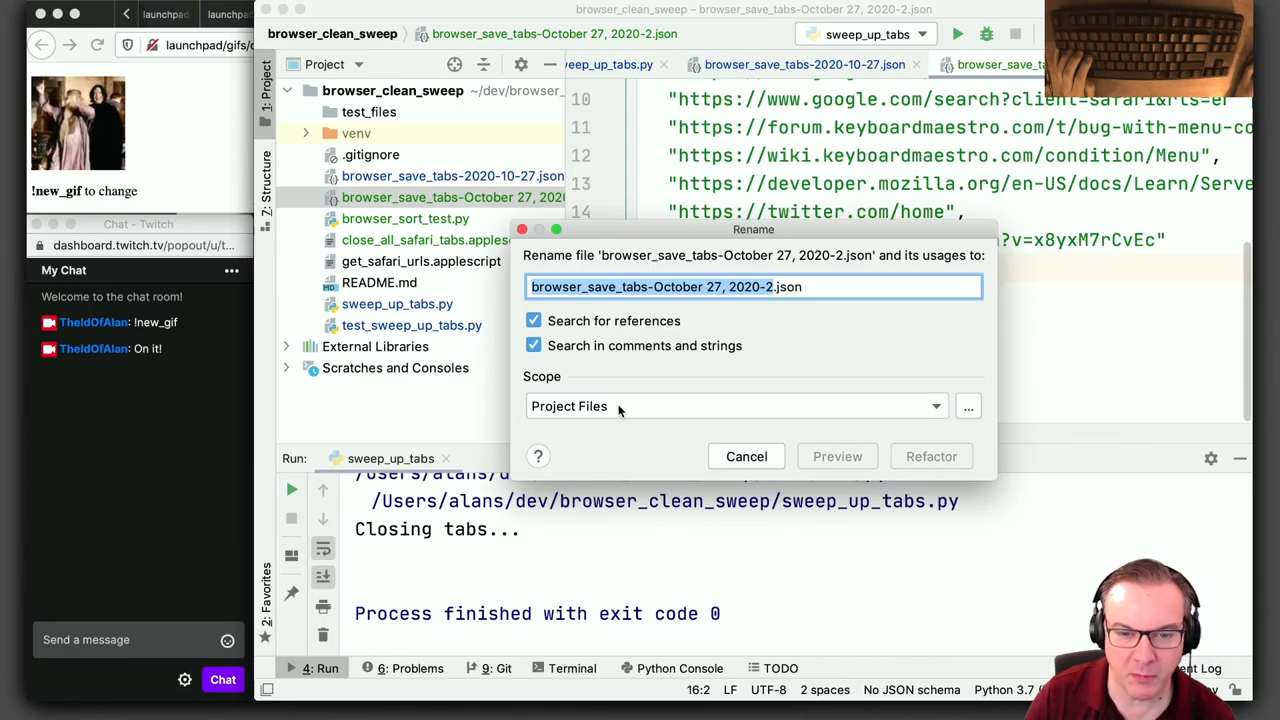 launchpad
launchpad
launchpad/gifs/c
!new_gif to change
Chat - Twitch
dashboard.twitch.tv/popout/u/t...
My Chat
Welcome to the chat room!
TheIdOfAlan: !new_gif
TheIdOfAlan: On it!
Send a message
Chat
browser_clean_sweep – browser_save_tabs-October 27, 2020-2.json
browser_clean_sweep
browser_save_tabs-October 27, 2020-2.json
sweep_up_tabs
1: Project
7: Structure
2: Favorites
Project
eep_up_tabs.py
browser_save_tabs-2020-10-27.json
browser_save_ta
browser_clean_sweep ~/dev/browser_
test_files
venv
.gitignore
browser_save_tabs-2020-10-27.json
browser_save_tabs-October 27, 202
browser_sort_test.py
close_all_safari_tabs.applesc
get_safari_urls.applescript
README.md
sweep_up_tabs.py
test_sweep_up_tabs.py
External Libraries
Scratches and Consoles
10 "https://www.google.com/search?client=safari&rls=en
11 "https://forum.keyboardmaestro.com/t/bug-with-menu-co
12 "https://wiki.keyboardmaestro.com/condition/Menu",
13 "https://developer.mozilla.org/en-US/docs/Learn/Serve
14 "https://twitter.com/home",
?v=x8yxM7rCvEc"
Rename
Rename file 'browser_save_tabs-October 27, 2020-2.json' and its usages to:
browser_save_tabs-October 27, 2020-2.json
Search for references
Search in comments and strings
Scope
Project Files
...
?
Cancel
Preview
Refactor
Run:
sweep_up_tabs
/Users/alans/dev/browser_clean_sweep/sweep_up_tabs.py
Closing tabs...
Process finished with exit code 0
4: Run
6: Problems
9: Git
Terminal
Python Console
TODO
ent Log
16:2
LF
UTF-8
2 spaces
No JSON schema
Python 3.7